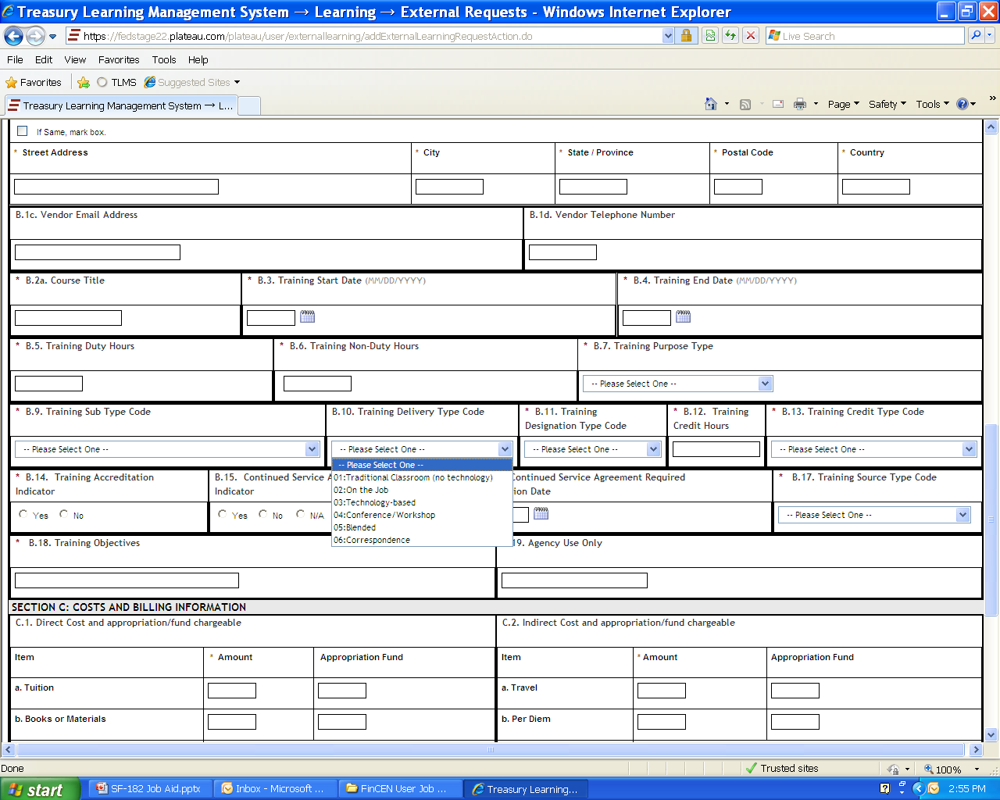 Treasury Learning Management System → Learning → External Requests - Windows Internet Explorer
https://fedstage22.plateau.com/plateau/user/externallearning/addExternalLearningRequestAction.do
Live Search
File Edit View Favorites Tools Help
Favorites TLMS Suggested Sites
Treasury Learning Management System → L...
Page Safety Tools »
If Same, mark box.
* Street Address * City * State / Province * Postal Code * Country
B.1c. Vendor Email Address B.1d. Vendor Telephone Number
* B.2a. Course Title * B.3. Training Start Date (MM/DD/YYYY) * B.4. Training End Date (MM/DD/YYYY)
* B.5. Training Duty Hours * B.6. Training Non-Duty Hours * B.7. Training Purpose Type
-- Please Select One --
* B.9. Training Sub Type Code B.10. Training Delivery Type Code * B.11. Training * B.12. Training * B.13. Training Credit Type Code
Designation Type Code Credit Hours
-- Please Select One -- -- Please Select One -- -- Please Select One -- -- Please Select One --
-- Please Select One --
01:Traditional Classroom (no technology)
02:On the Job
03:Technology-based
04:Conference/Workshop
05:Blended
06:Correspondence
* B.14. Training Accreditation B.15. Continued Service A Continued Service Agreement Required * B.17. Training Source Type Code
Indicator Indicator ion Date
Yes No Yes No N/A -- Please Select One --
* B.18. Training Objectives 19. Agency Use Only
SECTION C: COSTS AND BILLING INFORMATION
C.1. Direct Cost and appropriation/fund chargeable C.2. Indirect Cost and appropriation/fund chargeable
Item * Amount Appropriation Fund Item * Amount Appropriation Fund
a. Tuition a. Travel
b. Books or Materials b. Per Diem
Done Trusted sites 100%
start SF-182 Job Aid.pptx Inbox - Microsoft ... FinCEN User Job ... Treasury Learning... 2:55 PM